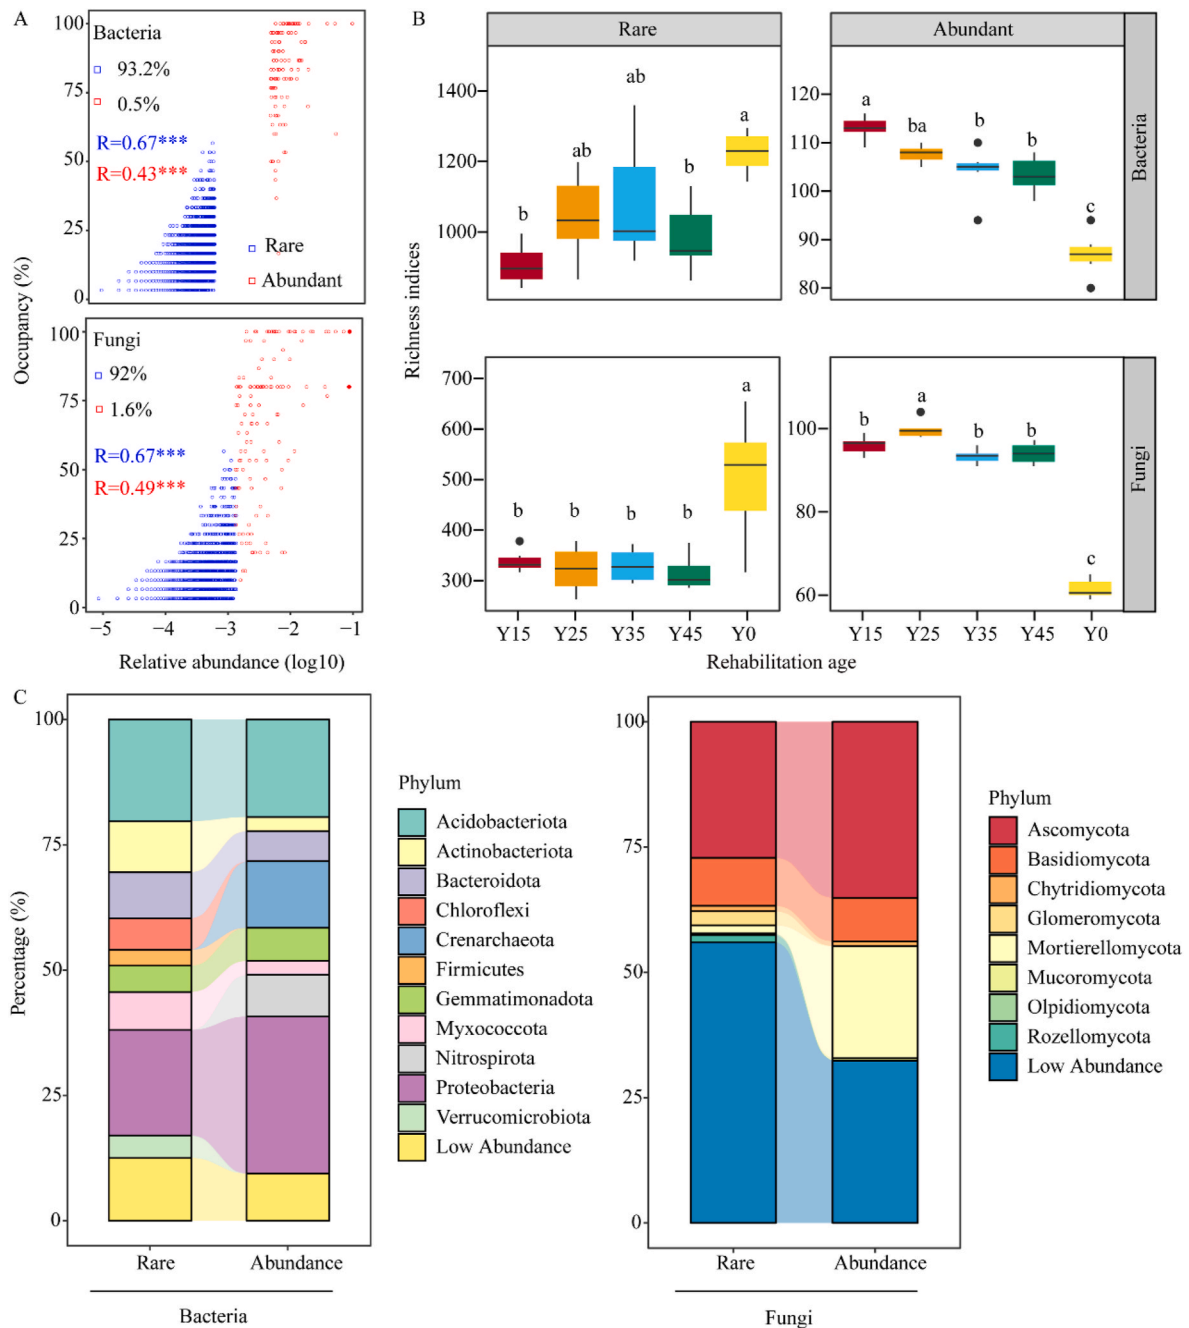 A
Bacteria
93.2%
0.5%
R=0.67***
R=0.43***
Rare
Abundant
100
75
50
25
0
Fungi
92%
1.6%
R=0.67***
R=0.49***
100
75
50
25
0
Occupancy (%)
−5 −4 −3 −2 −1
Relative abundance (log10)
B
Rare
Abundant
1400
1200
1000
b ab ab b a
120
110
100
90
80
a ba b b c
Bacteria
Richness indices
700
600
500
400
300
b b b b a
100
80
60
b a b b c
Fungi
Y15 Y25 Y35 Y45 Y0
Y15 Y25 Y35 Y45 Y0
Rehabilitation age
C
Percentage (%)
100
75
50
25
0
Rare Abundance
Bacteria
Phylum
Acidobacteriota
Actinobacteriota
Bacteroidota
Chloroflexi
Crenarchaeota
Firmicutes
Gemmatimonadota
Myxococcota
Nitrospirota
Proteobacteria
Verrucomicrobiota
Low Abundance
100
75
50
25
0
Rare Abundance
Fungi
Phylum
Ascomycota
Basidiomycota
Chytridiomycota
Glomeromycota
Mortierellomycota
Mucoromycota
Olpidiomycota
Rozellomycota
Low Abundance